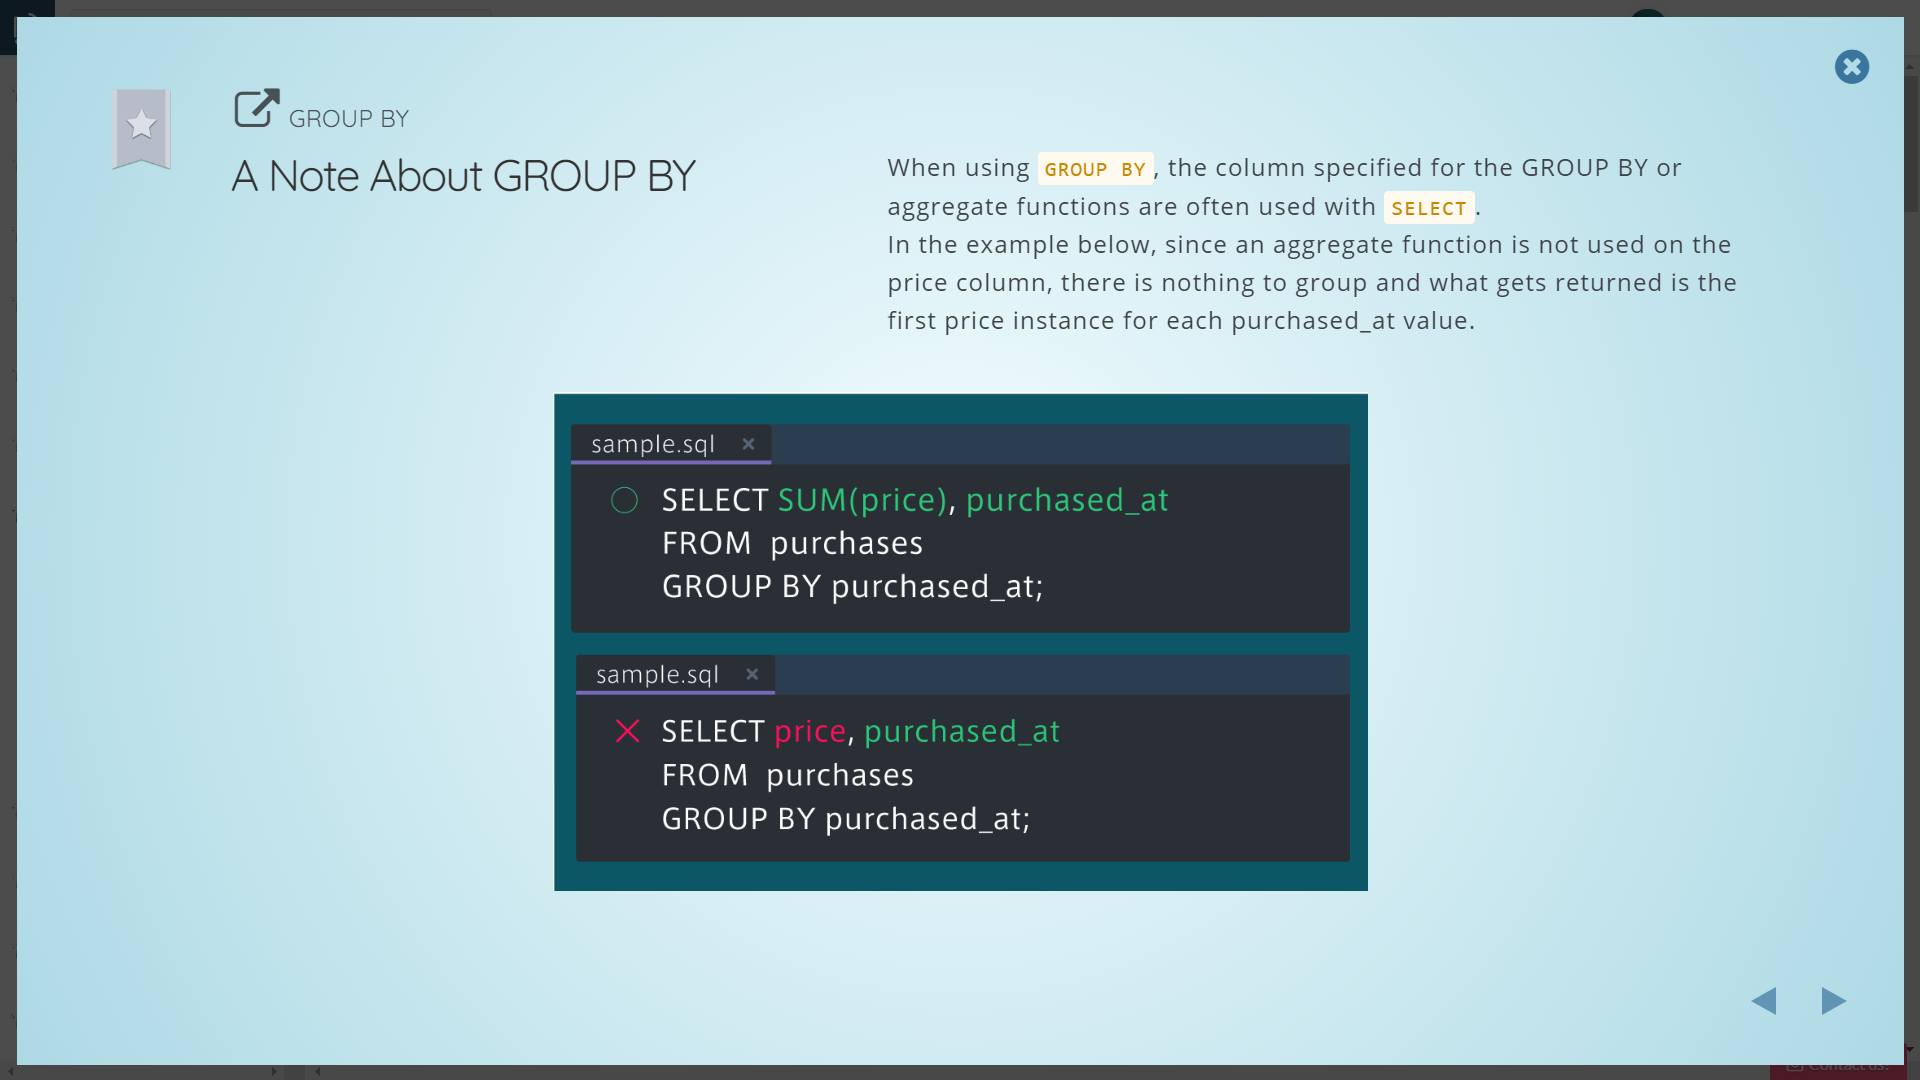 GROUP BY
A Note About GROUP BY
When using GROUP BY, the column specified for the GROUP BY or
aggregate functions are often used with SELECT.
In the example below, since an aggregate function is not used on the
price column, there is nothing to group and what gets returned is the
first price instance for each purchased_at value.
sample.sql
SELECT SUM(price), purchased_at
FROM purchases
GROUP BY purchased_at;
sample.sql
SELECT price, purchased_at
FROM purchases
GROUP BY purchased_at;
Contact us!